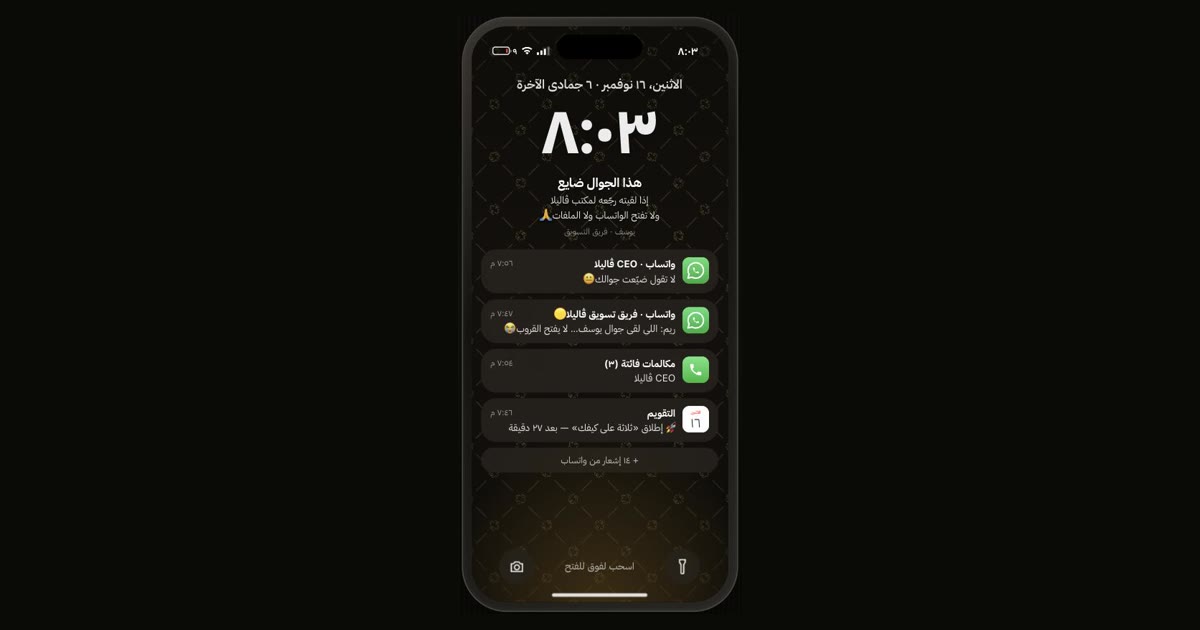 ٨:٠٣
٩
الاثنين، ١٦ نوفمبر · ٦ جمادى الآخرة
٨:٠٣
هذا الجوال ضايع
إذا لقيته رجّعه لمكتب ڤاليلا
ولا تفتح الواتساب ولا الملفات🙏
يوسف · فريق التسويق
واتساب · CEO ڤاليلا
٧:٥٦ م
لا تقول ضيّعت جوالك😐
واتساب · فريق تسويق ڤاليلا🟡
٧:٤٧ م
ريم: اللي لقى جوال يوسف... لا يفتح القروب😭
مكالمات فائتة (٣)
٧:٥٤ م
CEO ڤاليلا
التقويم
٧:٤٦ م
١٦
🚀 إطلاق «ثلاثة على كيفك» — بعد ٢٧ دقيقة
+ ١٤ إشعار من واتساب
اسحب لفوق للفتح